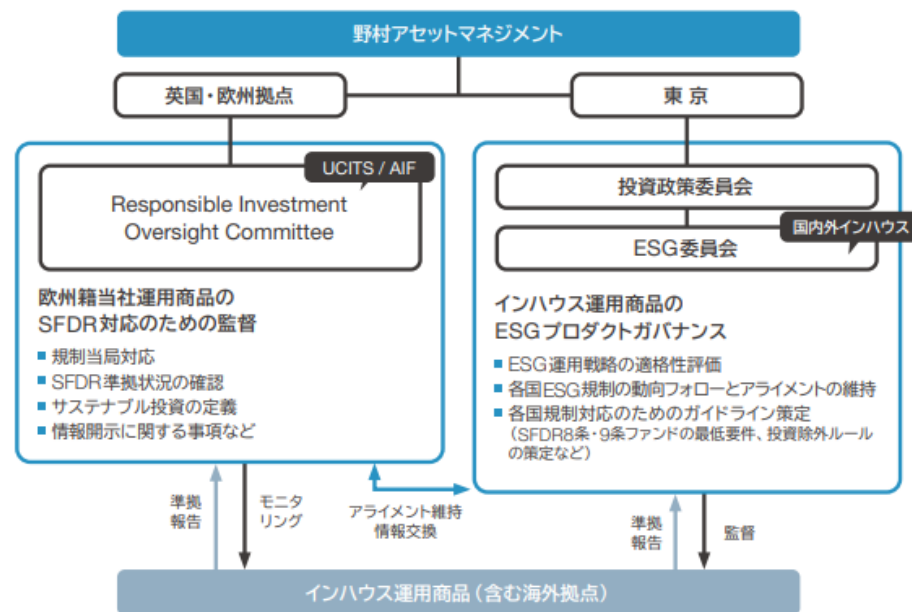 野村アセットマネジメント
英国・欧州拠点
東京
UCITS / AIF
Responsible Investment
Oversight Committee
欧州籍当社運用商品の
SFDR対応のための監督
■ 規制当局対応
■ SFDR準拠状況の確認
■ サステナブル投資の定義
■ 情報開示に関する事項など
投資政策委員会
国内外インハウス
ESG委員会
インハウス運用商品の
ESGプロダクトガバナンス
■ ESG運用戦略の適格性評価
■ 各国ESG規制の動向フォローとアライメントの維持
■ 各国規制対応のためのガイドライン策定
（SFDR8条・9条ファンドの最低要件、投資除外ルール
の策定など）
準拠
報告
モニタ
リング
アライメント維持
情報交換
準拠
報告
監督
インハウス運用商品（含む海外拠点）